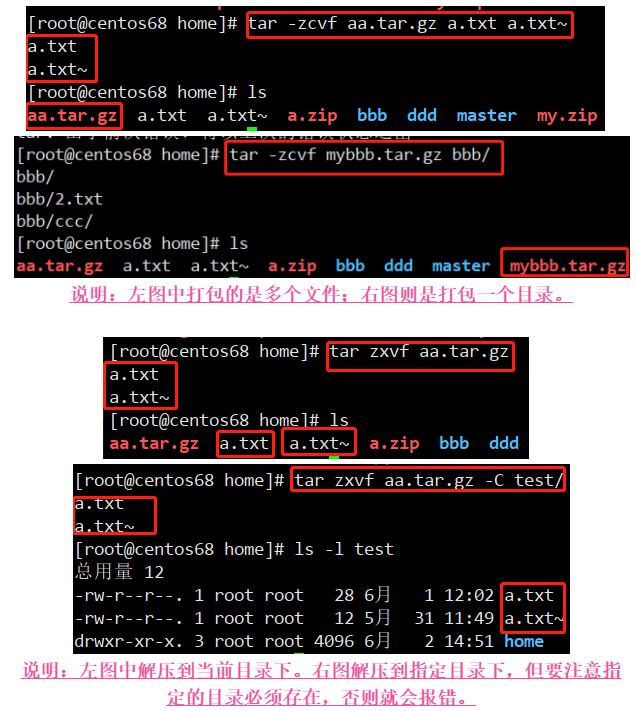 [root@centos68 home]# tar -zcvf aa.tar.gz a.txt a.txt~
a.txt
a.txt~
[root@centos68 home]# ls
aa.tar.gz a.txt a.txt~ a.zip bbb ddd master my.zip
[root@centos68 home]# tar -zcvf mybbb.tar.gz bbb/
bbb/
bbb/2.txt
bbb/ccc/
[root@centos68 home]# ls
aa.tar.gz a.txt a.txt~ a.zip bbb ddd master mybbb.tar.gz
说明：左图中打包的是多个文件；右图则是打包一个目录。
[root@centos68 home]# tar zxvf aa.tar.gz
a.txt
a.txt~
[root@centos68 home]# ls
aa.tar.gz a.txt a.txt~ a.zip bbb ddd
[root@centos68 home]# tar zxvf aa.tar.gz -C test/
a.txt
a.txt~
[root@centos68 home]# ls -l test
总用量 12
-rw-r--r--. 1 root root 28 6月 1 12:02 a.txt
-rw-r--r--. 1 root root 12 5月 31 11:49 a.txt~
drwxr-xr-x. 3 root root 4096 6月 2 14:51 home
说明：左图中解压到当前目录下。右图解压到指定目录下，但要注意指
定的目录必须存在，否则就会报错。